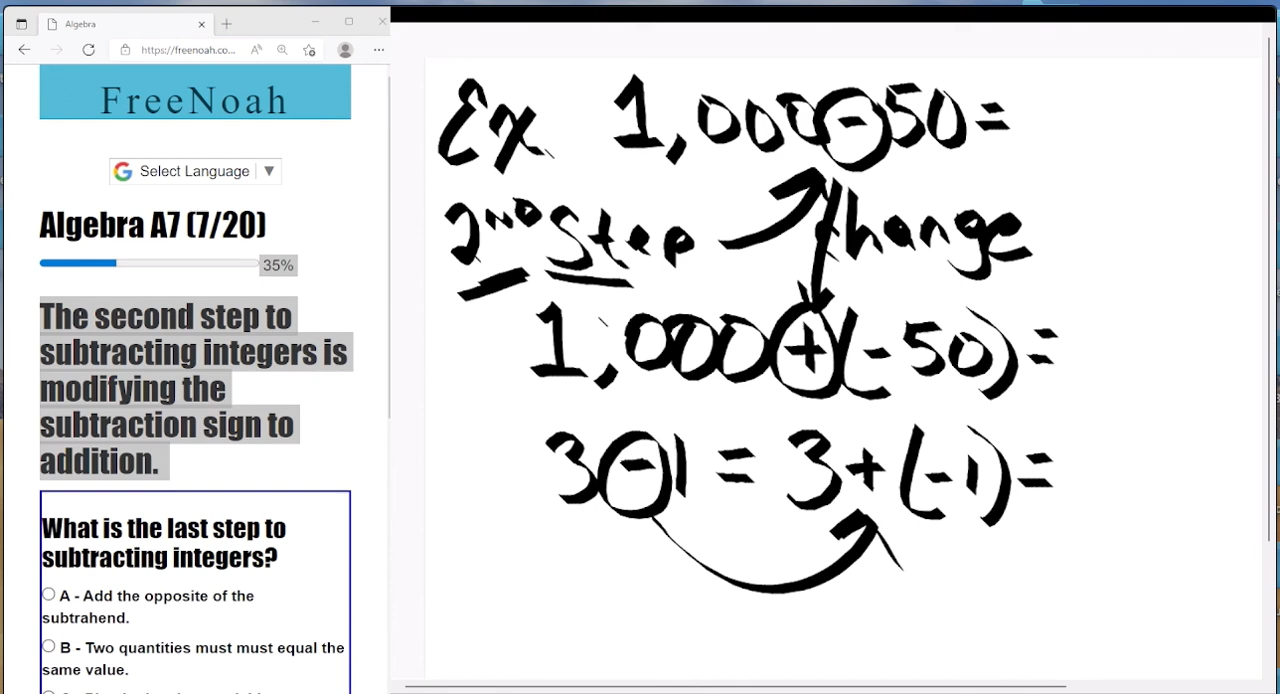 Algebra
https://freenoah.co...
FreeNoah
Select Language
Algebra A7 (7/20)
35%
The second step to
subtracting integers is
modifying the
subtraction sign to
addition.
What is the last step to
subtracting integers?
A - Add the opposite of the
subtrahend.
B - Two quantities must must equal the
same value.
Ex 1,000-50=
2nd Step change
1,000+(-50)=
3-1=3+(-1)=